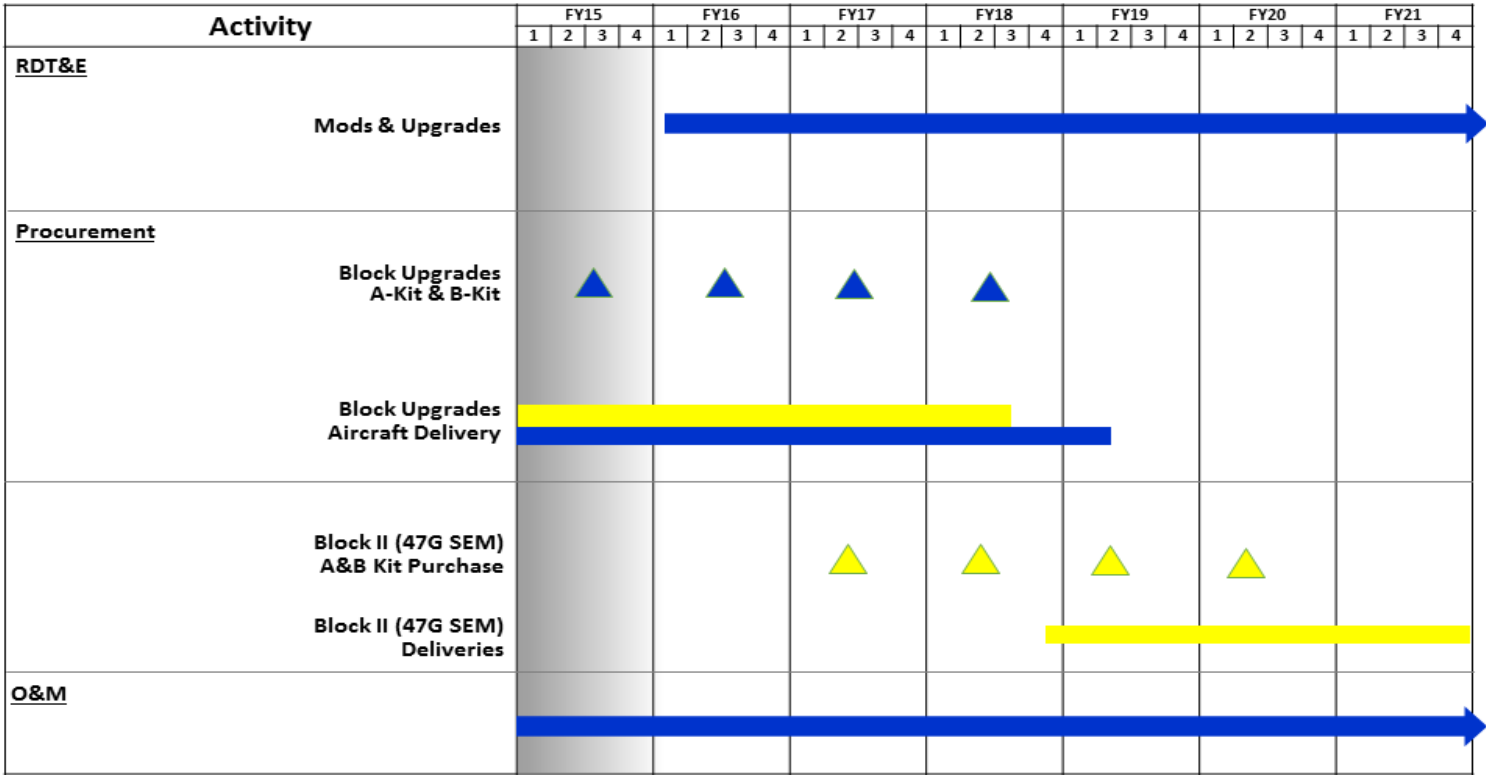 Activity
FY15 FY16 FY17 FY18 FY19 FY20 FY21
1 2 3 4 1 2 3 4 1 2 3 4 1 2 3 4 1 2 3 4 1 2 3 4 1 2 3 4
RDT&E
Mods & Upgrades
Procurement
Block Upgrades
A-Kit & B-Kit
Block Upgrades
Aircraft Delivery
Block II (47G SEM)
A&B Kit Purchase
Block II (47G SEM)
Deliveries
O&M